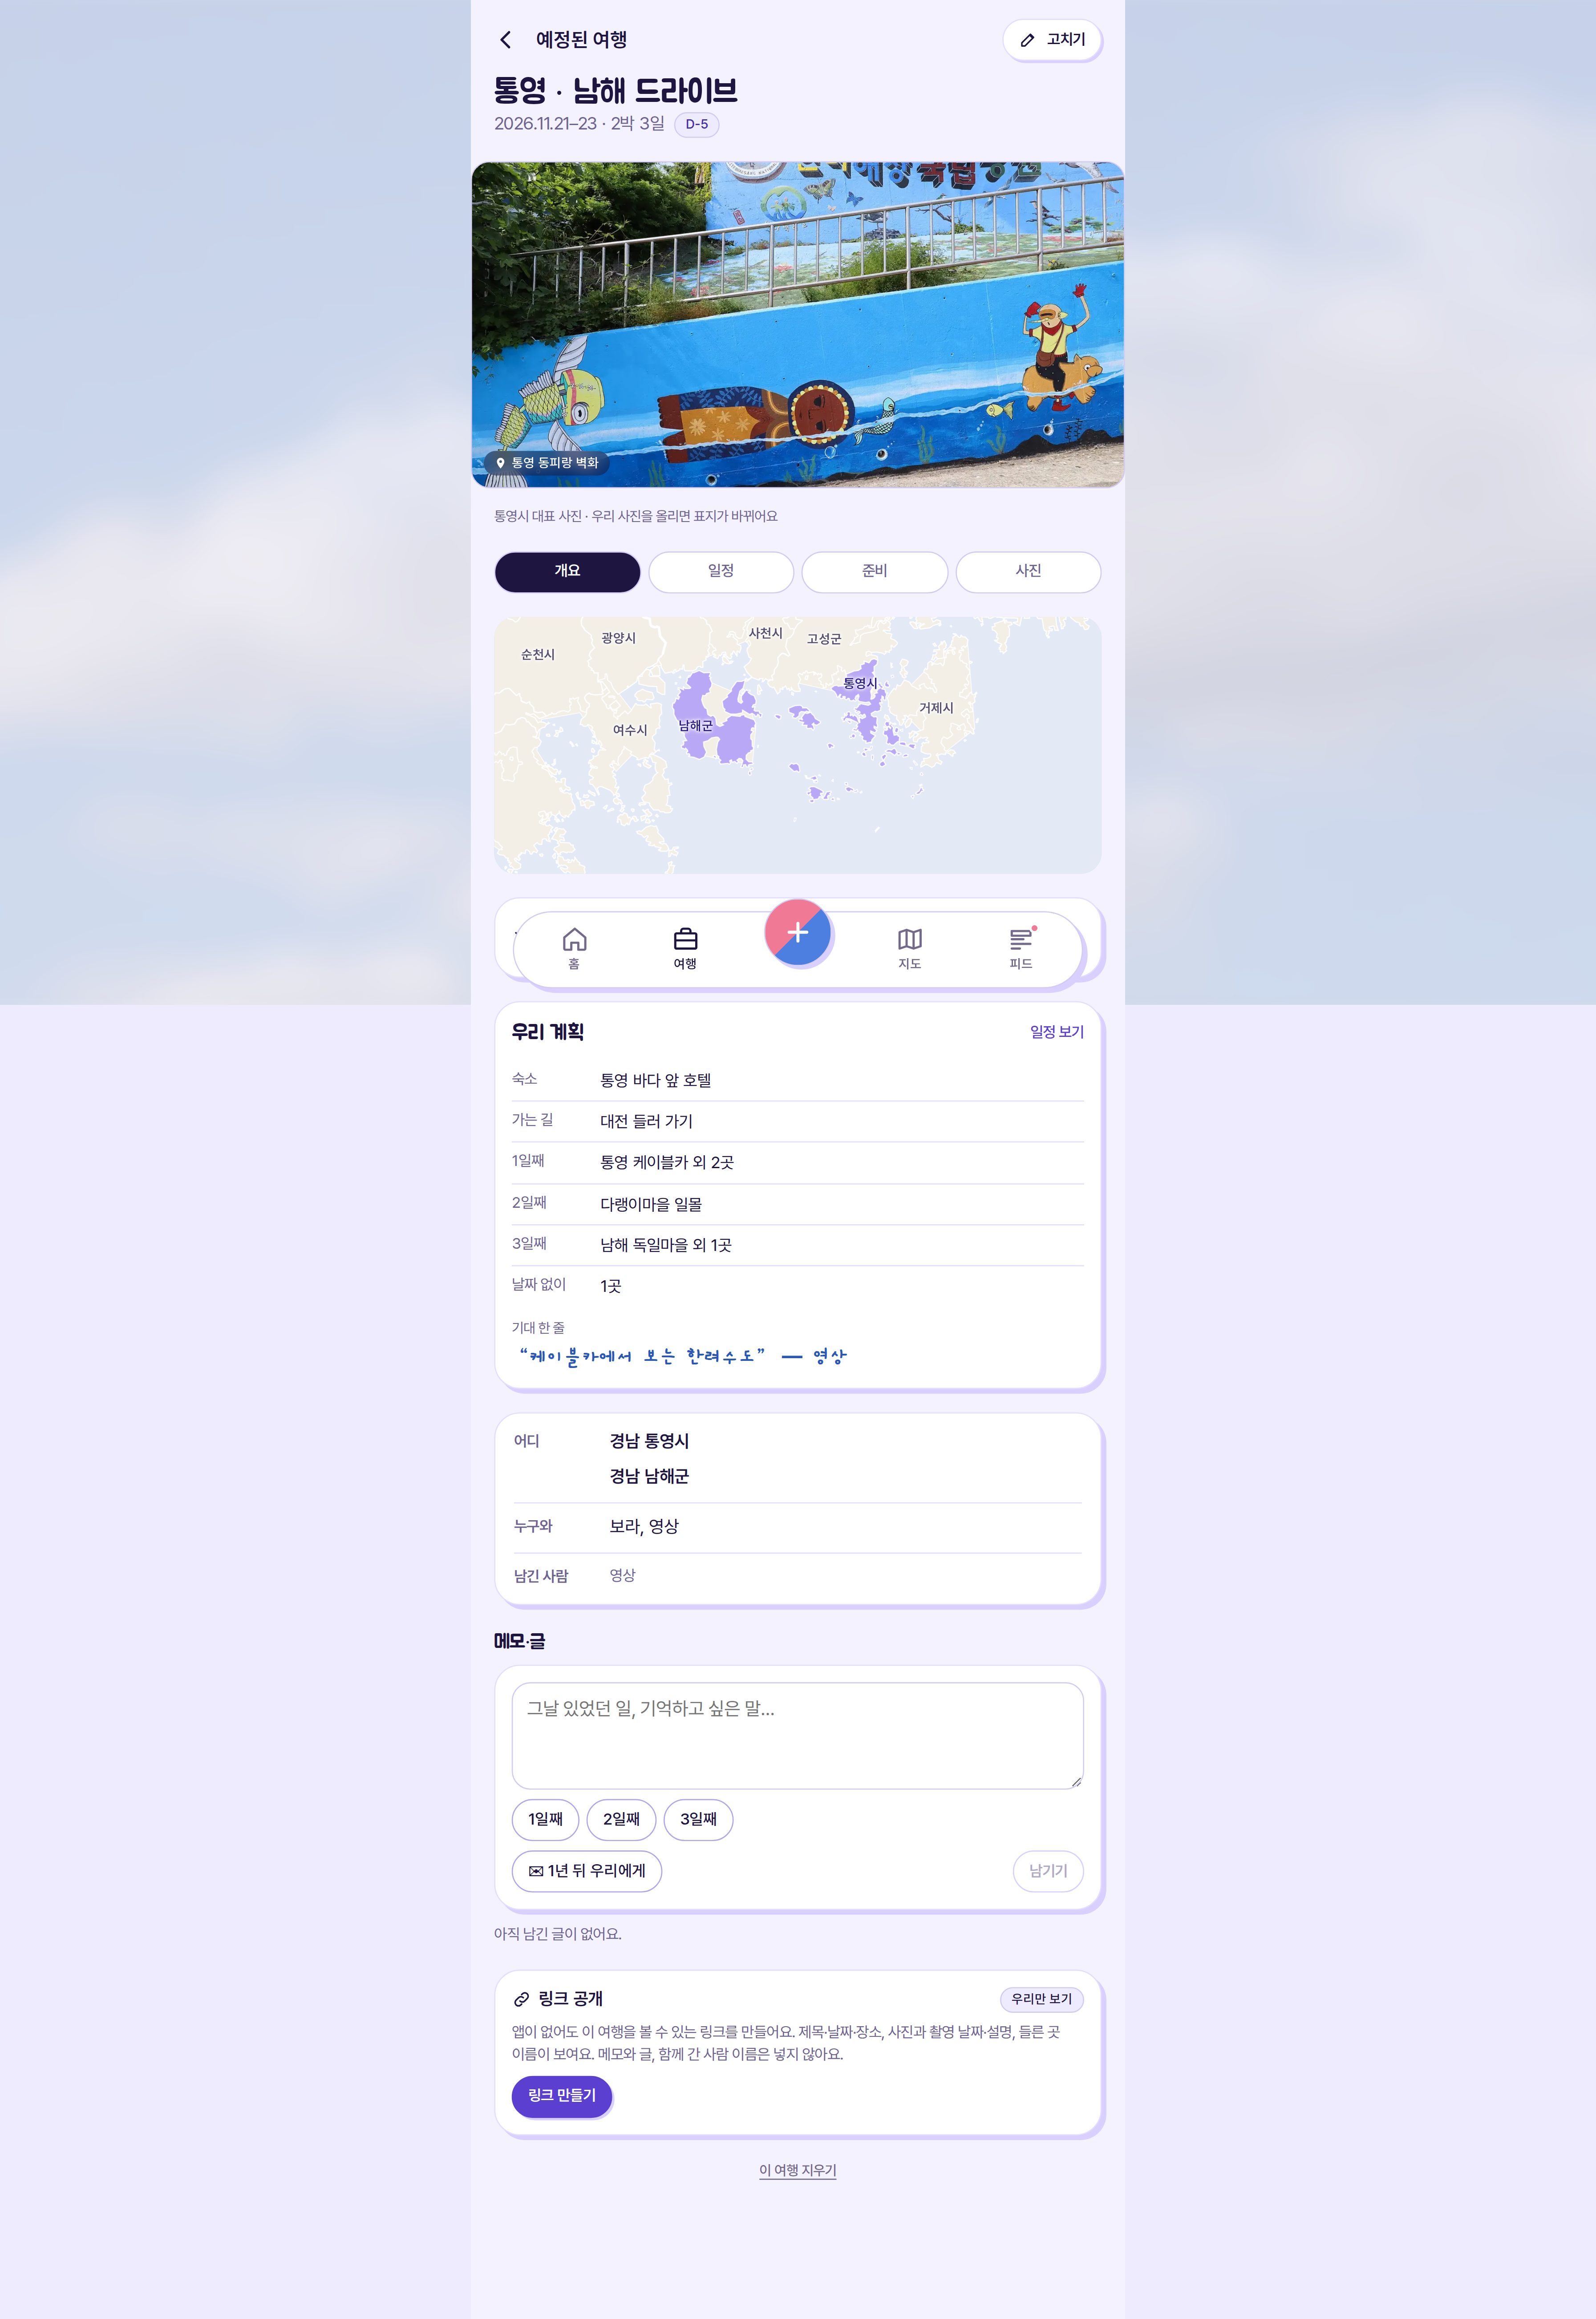 예정된 여행
고치기
통영 · 남해 드라이브
2026.11.21–23 · 2박 3일 D-5
통영 동피랑 벽화
통영시 대표 사진 · 우리 사진을 올리면 표지가 바뀌어요
개요
일정
준비
사진
광양시
사천시
고성군
순천시
통영시
거제시
남해군
여수시
홈
여행
지도
피드
우리 계획
일정 보기
숙소 통영 바다 앞 호텔
가는 길 대전 들러 가기
1일째 통영 케이블카 외 2곳
2일째 다랭이마을 일몰
3일째 남해 독일마을 외 1곳
날짜 없이 1곳
기대 한 줄
“케이블카에서 보는 한려수도” — 영상
어디 경남 통영시
경남 남해군
누구와 보라, 영상
남긴 사람 영상
메모·글
그날 있었던 일, 기억하고 싶은 말...
1일째
2일째
3일째
✉ 1년 뒤 우리에게
남기기
아직 남긴 글이 없어요.
링크 공개
우리만 보기
앱이 없어도 이 여행을 볼 수 있는 링크를 만들어요. 제목·날짜·장소, 사진과 촬영 날짜·설명, 들른 곳
이름이 보여요. 메모와 글, 함께 간 사람 이름은 넣지 않아요.
링크 만들기
이 여행 지우기